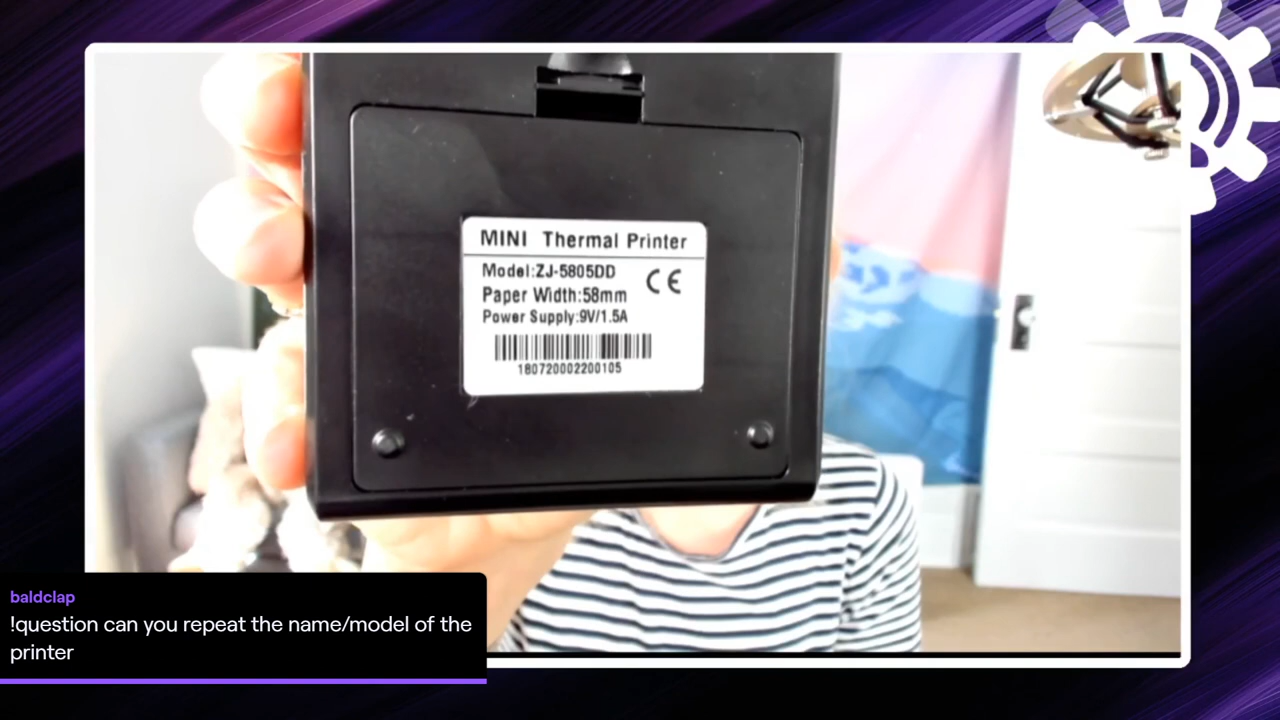 MINI Thermal Printer
Model:ZJ-5805DD
CE
Paper Width:58mm
Power Supply:9V/1.5A
180720002200105
baldclap
!question can you repeat the name/model of the
printer